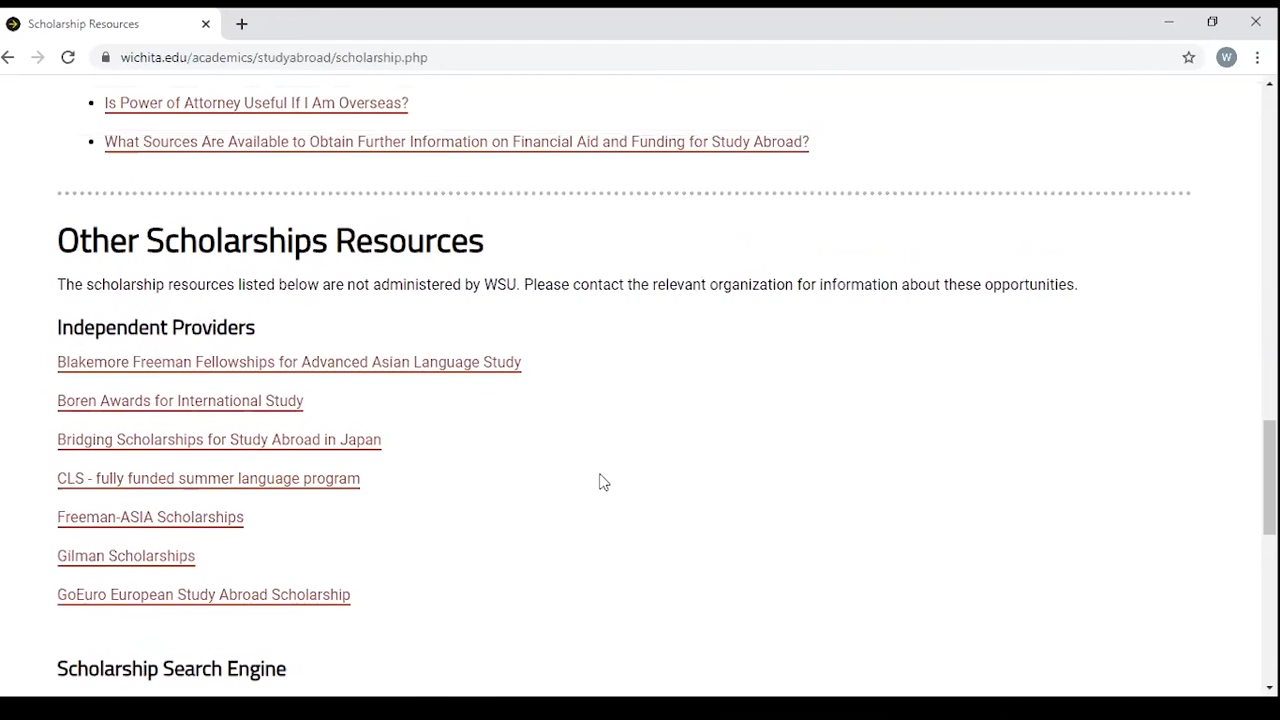 Scholarship Resources
wichita.edu/academics/studyabroad/scholarship.php
W
Is Power of Attorney Useful If I Am Overseas?
What Sources Are Available to Obtain Further Information on Financial Aid and Funding for Study Abroad?
Other Scholarships Resources
The scholarship resources listed below are not administered by WSU. Please contact the relevant organization for information about these opportunities.
Independent Providers
Blakemore Freeman Fellowships for Advanced Asian Language Study
Boren Awards for International Study
Bridging Scholarships for Study Abroad in Japan
CLS - fully funded summer language program
Freeman-ASIA Scholarships
Gilman Scholarships
GoEuro European Study Abroad Scholarship
Scholarship Search Engine